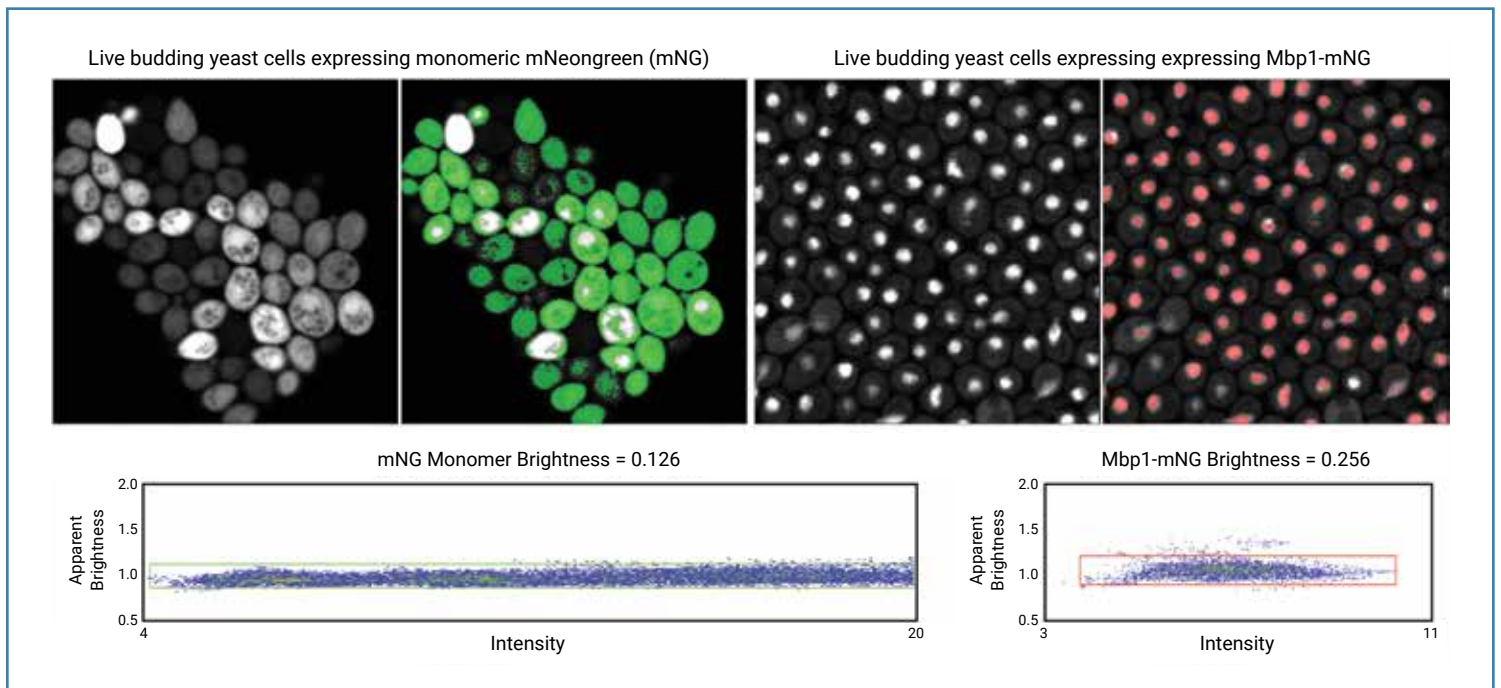 Live budding yeast cells expressing monomeric mNeongreen (mNG)
Live budding yeast cells expressing expressing Mbp1-mNG
mNG Monomer Brightness = 0.126
2.0
1.5
1.0
0.5
Apparent
Brightness
4
20
Intensity
Mbp1-mNG Brightness = 0.256
2.0
1.5
1.0
0.5
Apparent
Brightness
3
11
Intensity